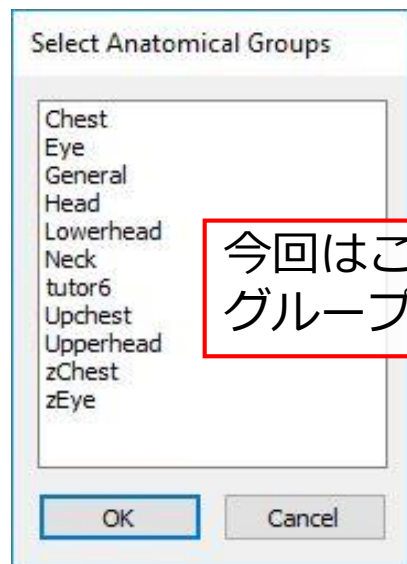 Select Anatomical Groups
Chest
Eye
General
Head
Lowerhead
Neck
tutor6
Upchest
Upperhead
zChest
zEye
今回はこ
グループ
OK
Cancel